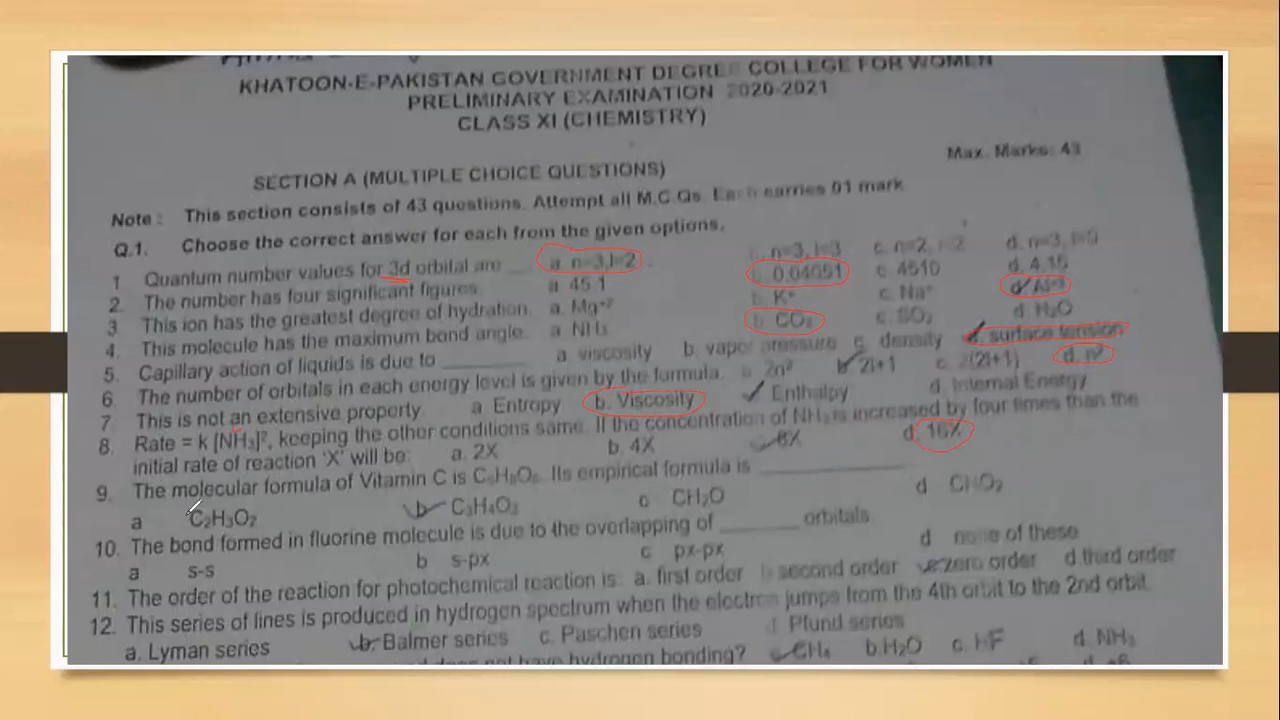 KHATOON-E-PAKISTAN GOVERNMENT DEGREE COLLEGE FOR WOMEN
PRELIMINARY EXAMINATION 2020-2021
CLASS XI (CHEMISTRY)
Max. Marks: 43
SECTION A (MULTIPLE CHOICE QUESTIONS)
Note : This section consists of 43 questions. Attempt all M.C.Qs. Each carries 01 mark
Q.1. Choose the correct answer for each from the given options.
1 Quantum number values for 3d orbital are __ a. n=3,l=2 . n=3, l=3 c. n=2, l=2 d. n=3, l=0
2. The number has four significant figures. a. 45.1 0.04051 c. 4510 d. 4.15
3 This ion has the greatest degree of hydration. a. Mg⁺² b. K⁺ c. Na⁺ d. Al⁺³
4. This molecule has the maximum bond angle. a NH₃ b. CO₂ c. SO₂ d. H₂O
5. Capillary action of liquids is due to ________ a. viscosity b. vapor pressure c. density d. surface tension
6. The number of orbitals in each energy level is given by the formula. a. 2n² 2l+1 c. 2(2l+1) d. n²
7. This is not an extensive property. a. Entropy b. Viscosity Enthalpy d. Internal Energy
8. Rate = k [NH₃]², keeping the other conditions same. If the concentration of NH₃ is increased by four times than the
initial rate of reaction 'X' will be: a. 2X b. 4X 8X d. 16X
9. The molecular formula of Vitamin C is C₆H₈O₆. Its empirical formula is ____________
a C₂H₃O₂ b C₃H₄O₃ c CH₂O d CHO₂
10. The bond formed in fluorine molecule is due to the overlapping of ________ orbitals.
a s-s b s-px c px-px d none of these
11. The order of the reaction for photochemical reaction is: a. first order b second order c. zero order d.third order
12. This series of lines is produced in hydrogen spectrum when the electron jumps from the 4th orbit to the 2nd orbit.
a. Lyman series b. Balmer series c. Paschen series d Pfund series
does not have hydrogen bonding? CH₄ b.H₂O c. HF d. NH₃